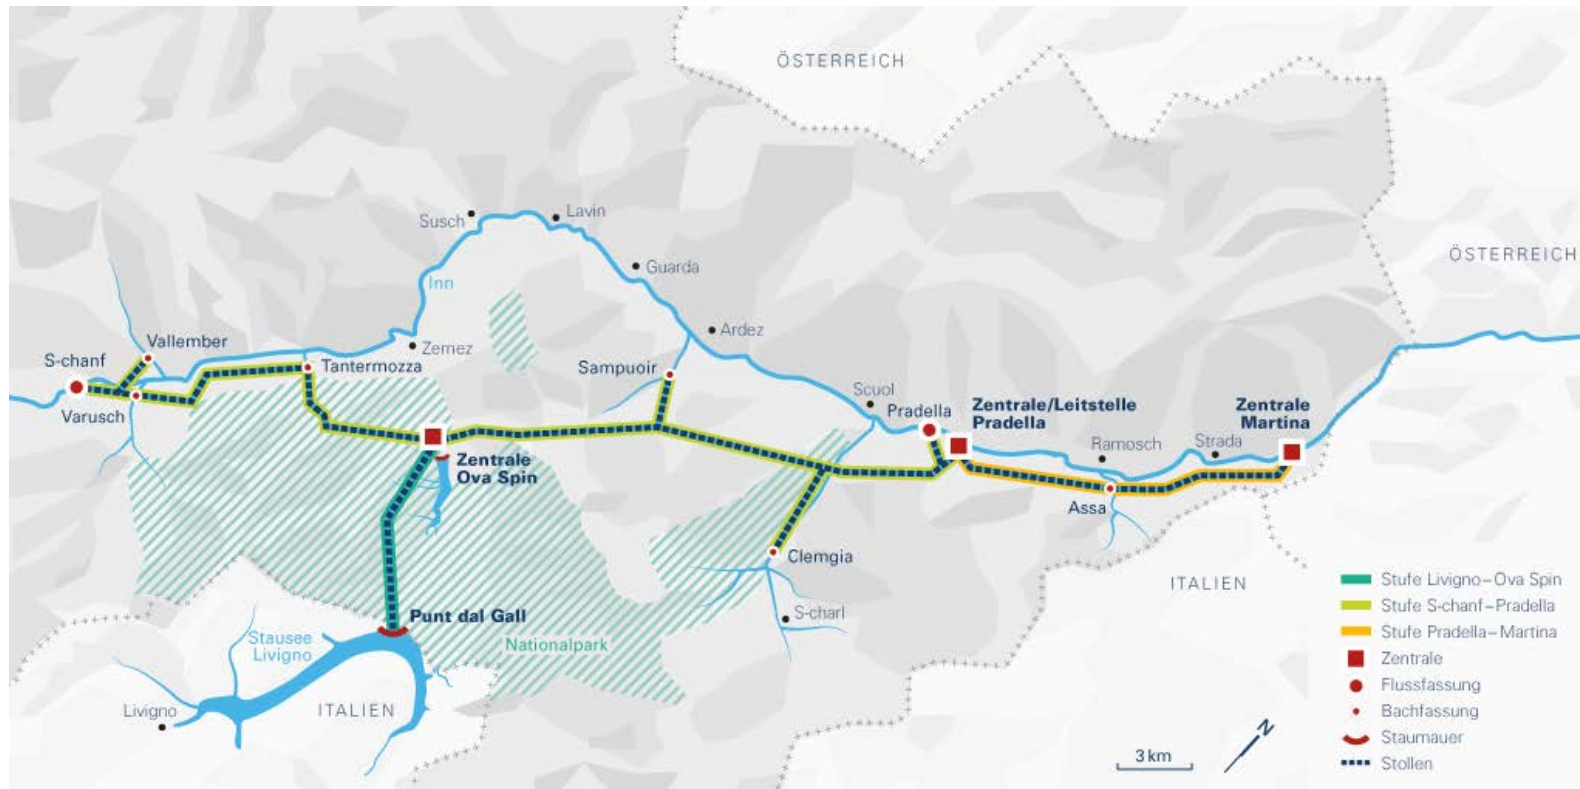 ÖSTERREICH
Susch
Lavin
ÖSTERREICH
Guarda
Inn
Ardez
Vallember
Zernez
S-chanf
Tantermozza
Sampuoir
Scuol
Varusch
Pradella
Zentrale/Leitstelle
Pradella
Zentrale
Martina
Ramosch
Strada
Zentrale
Ova Spin
Assa
Clemgia
ITALIEN
Punt dal Gall
S-charl
Stausee
Livigno
Nationalpark
Livigno
ITALIEN
Stufe Livigno–Ova Spin
Stufe S-chanf–Pradella
Stufe Pradella–Martina
Zentrale
Flussfassung
Bachfassung
Staumauer
Stollen
3 km
N